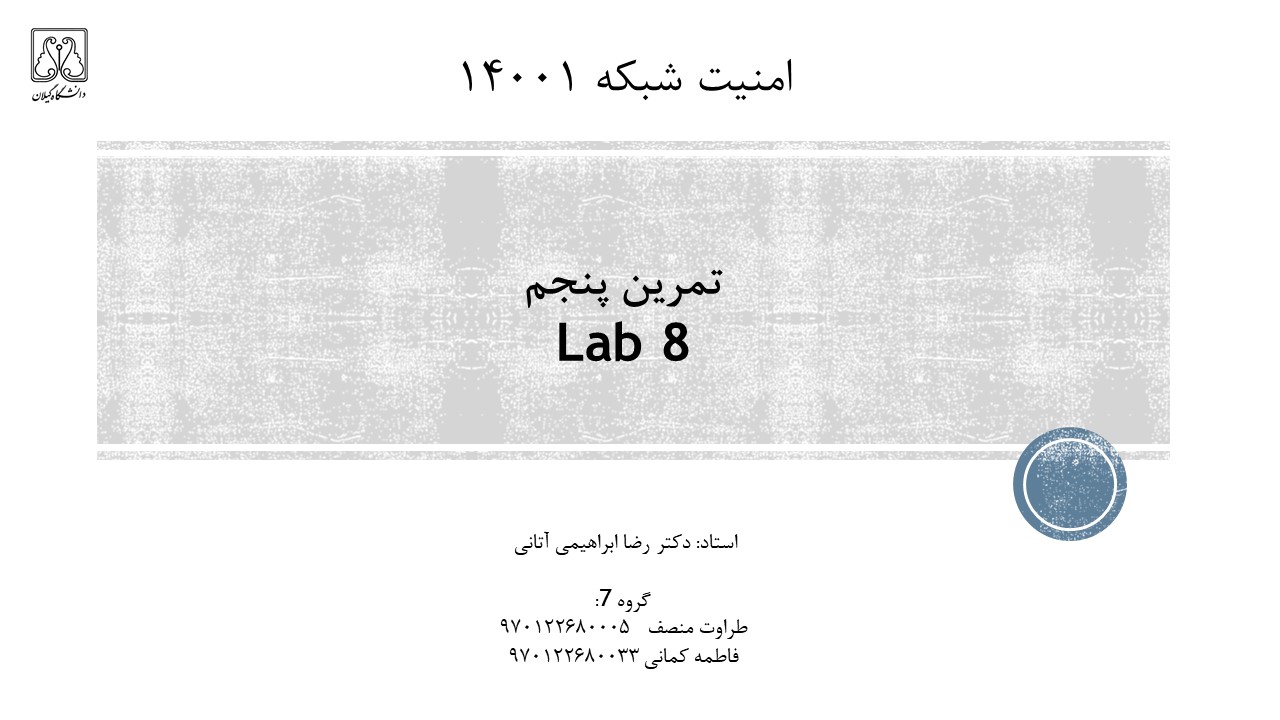 دانشگاه گیلان
امنیت شبکه ۱۴۰۰۱
تمرین پنجم
Lab 8
استاد: دکتر رضا ابراهیمی آتانی
گروه 7:
طراوت منصف ۹۷۰۱۲۲۶۸۰۰۰۵
فاطمه کمانی ۹۷۰۱۲۲۶۸۰۰۳۳